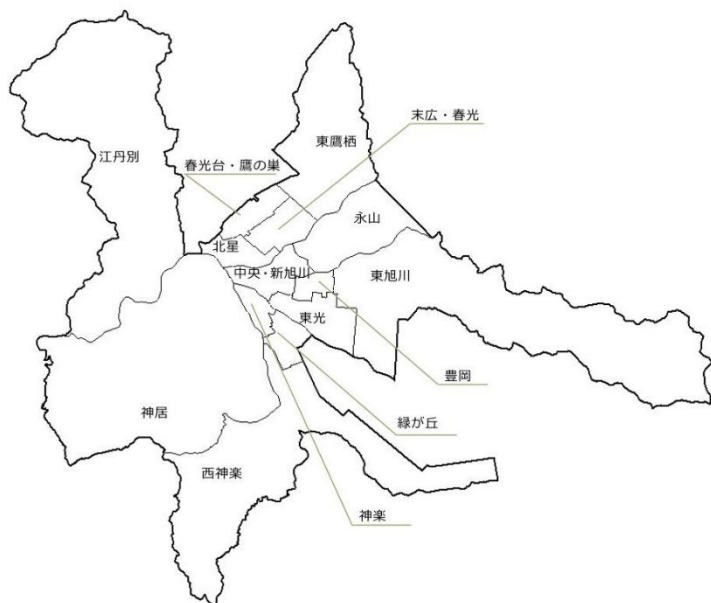 末広・春光
東鷹栖
江丹別
春光台・鷹の巣
永山
北星
中央・新旭川
東旭川
東光
豊岡
神居
緑が丘
西神楽
神楽